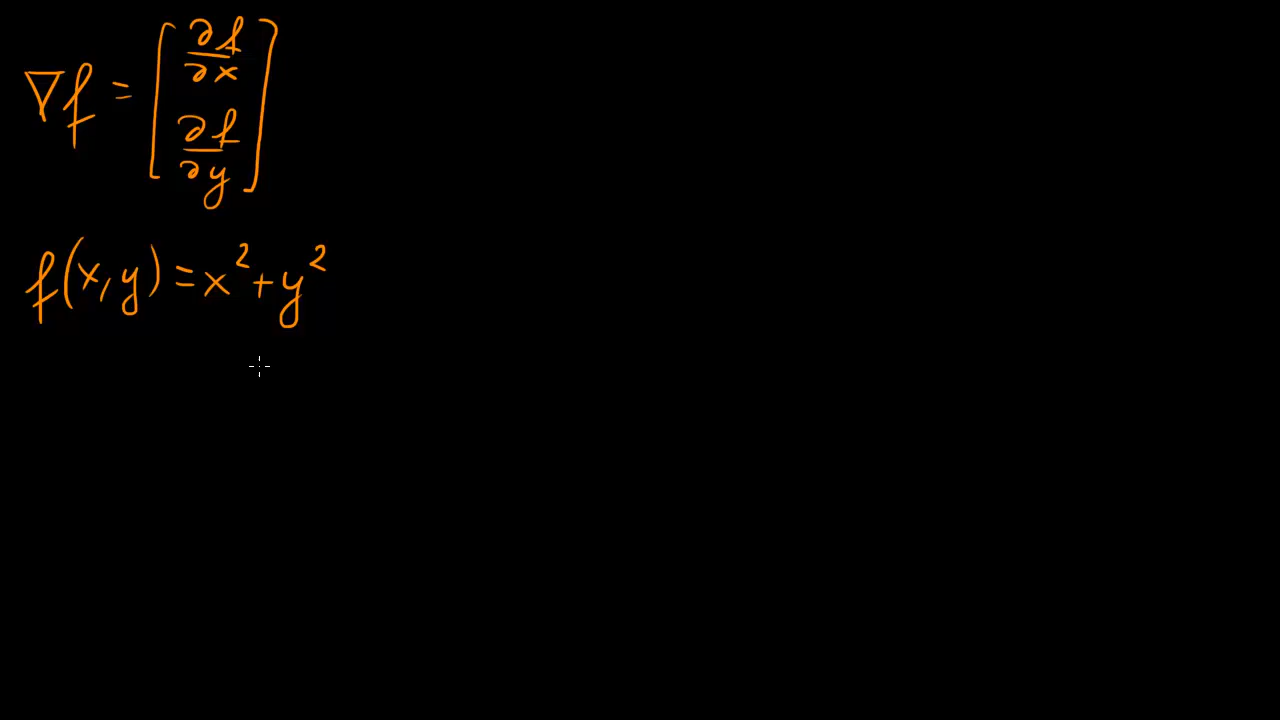 ∇f = [ ∂f/∂x
∂f/∂y ]
f(x,y) = x² + y²